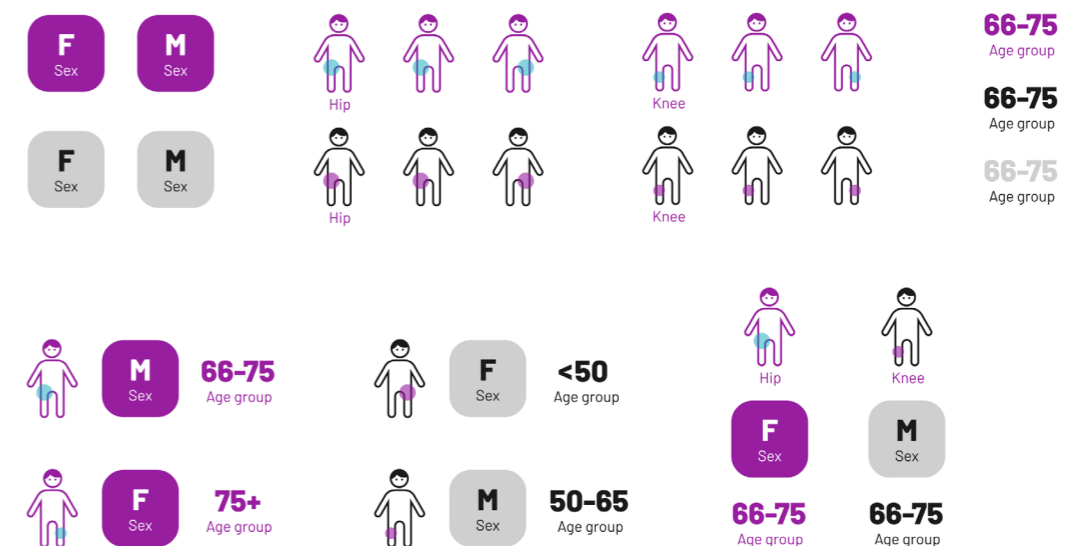 F
Sex
M
Sex
Hip
Knee
66-75
Age group
66-75
Age group
F
Sex
M
Sex
Hip
Knee
66-75
Age group
M
Sex
66-75
Age group
F
Sex
<50
Age group
Hip
Knee
F
Sex
M
Sex
F
Sex
75+
Age group
M
Sex
50-65
Age group
66-75
Age group
66-75
Age group